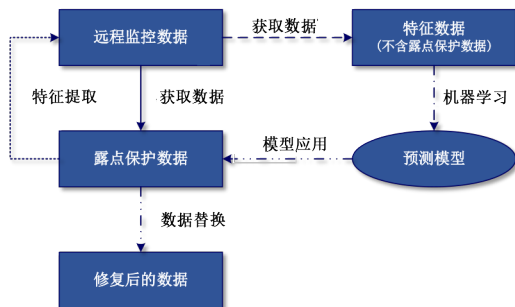 远程监控数据
获取数据
特征数据
(不含露点保护数据)
特征提取
获取数据
机器学习
露点保护数据
模型应用
预测模型
数据替换
修复后的数据